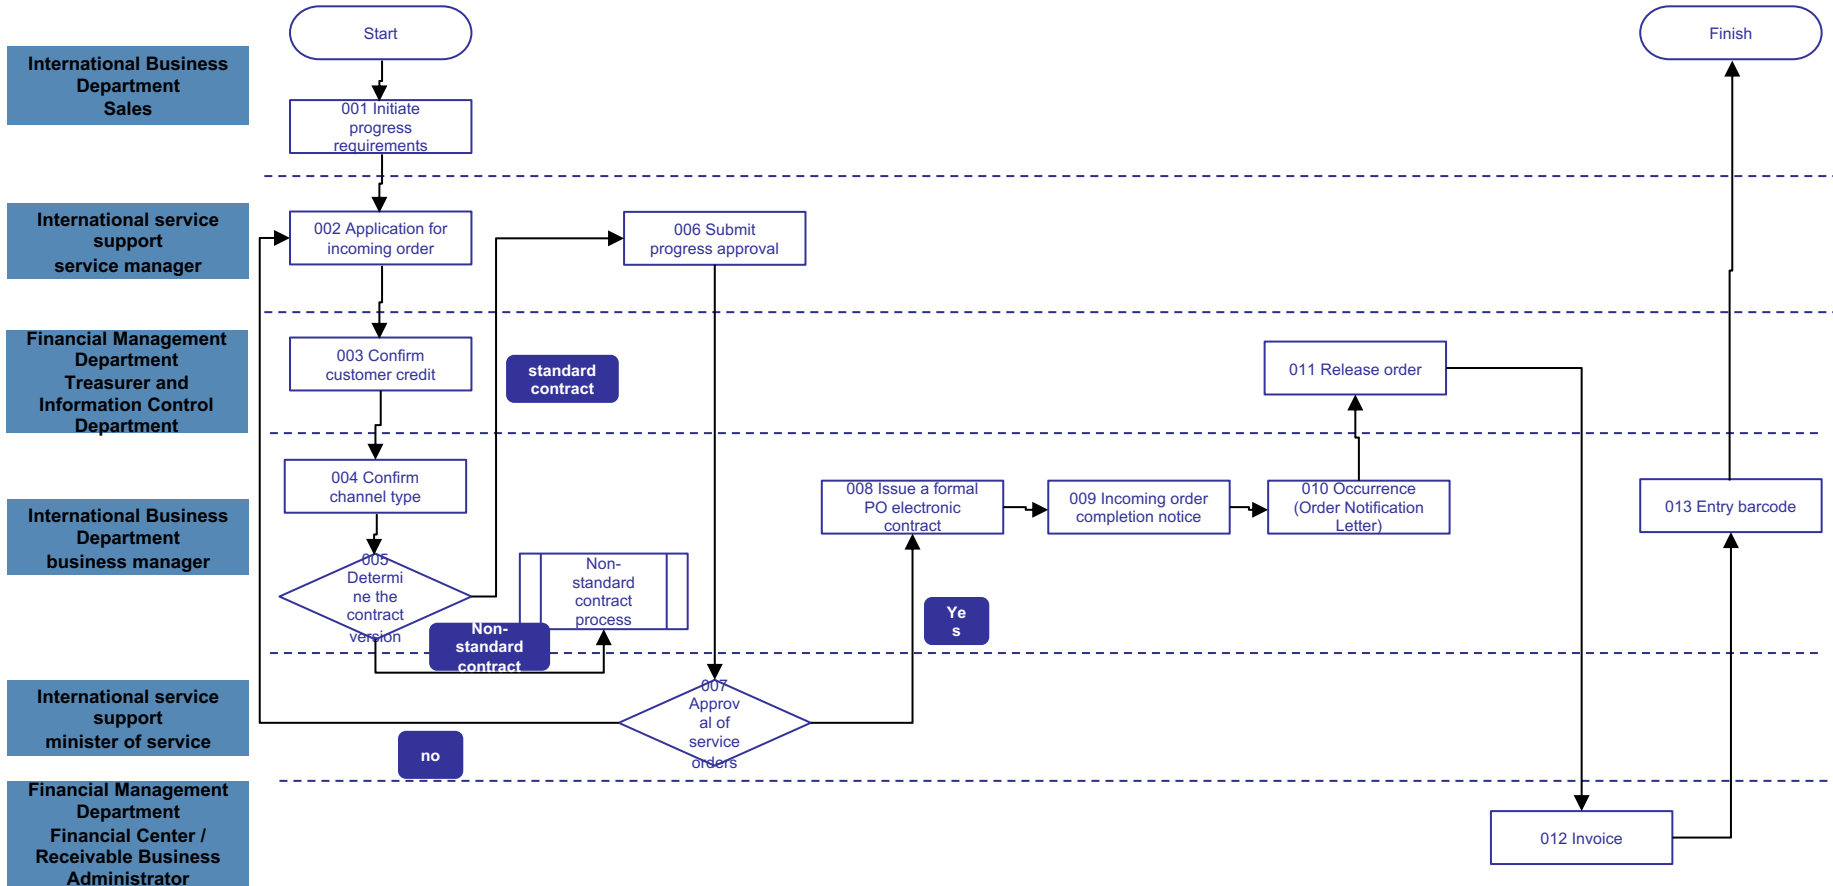 Start
Finish
International Business
Department
Sales
001 Initiate
progress
requirements
International service
support
service manager
002 Application for
incoming order
006 Submit
progress approval
Financial Management
Department
Treasurer and
Information Control
Department
003 Confirm
customer credit
standard
contract
011 Release order
International Business
Department
business manager
004 Confirm
channel type
005
Determi
ne the
contract
version
Non-
standard
contract
process
Non-
standard
contract
008 Issue a formal
PO electronic
contract
009 Incoming order
completion notice
010 Occurrence
(Order Notification
Letter)
013 Entry barcode
Ye
s
International service
support
minister of service
007
Approv
al of
service
orders
no
Financial Management
Department
Financial Center /
Receivable Business
Administrator
012 Invoice